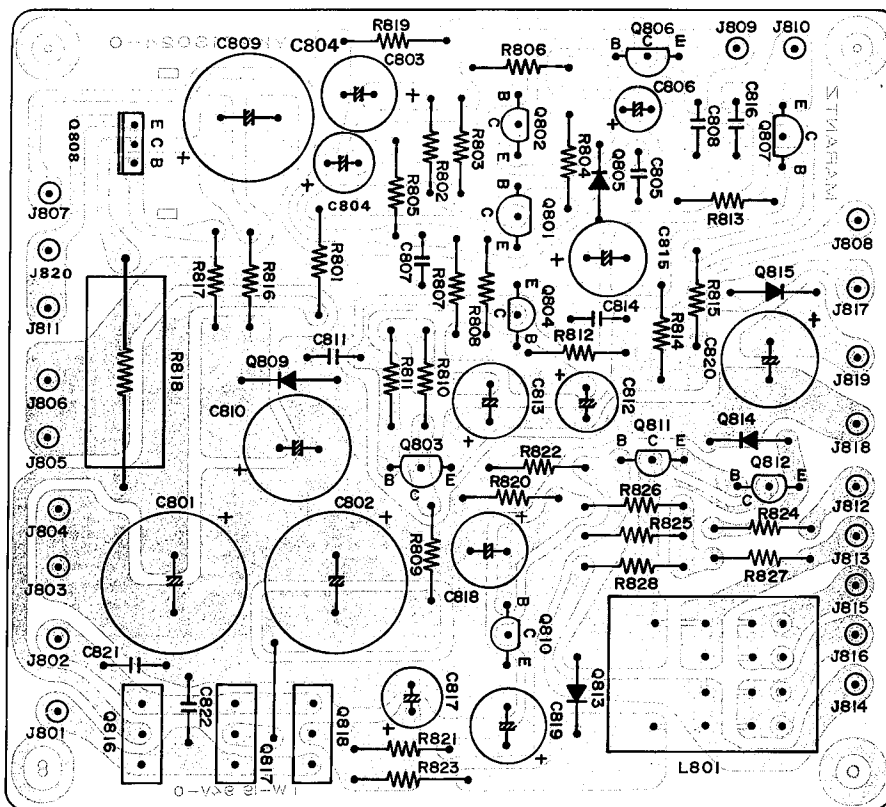 R819
Q806
B C E
J809
J810
C809
C804
C803
R806
C806
C816
C808
E
C
B
Q807
MARANTZ
Q808
E C B
B
C
E
Q802
R802
R803
R804
Q805
C805
R805
C804
B
C
E
Q801
R813
J807
J808
J820
R817
R816
R801
C807
R807
R808
C815
E
C
B
Q804
C814
R812
R814
R815
Q815
J817
J811
R818
Q809
C811
R811
R810
C813
C812
C820
J819
J806
C810
Q803
B C E
Q811
B C E
Q814
J818
J805
R822
R820
Q812
B C E
J812
C801
C802
R826
R824
J804
R809
R825
J813
C818
R828
R827
J803
J815
B
C
E
Q810
J816
J802
C821
J814
Q813
J801
Q816
C822
Q817
Q818
C817
C819
R821
R823
L801